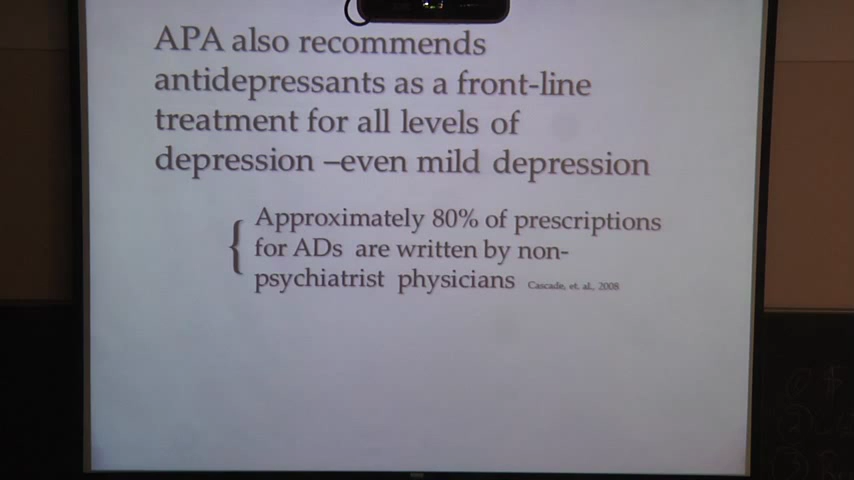 APA also recommends
antidepressants as a front-line
treatment for all levels of
depression –even mild depression
{ Approximately 80% of prescriptions
for ADs are written by non-
psychiatrist physicians Cascade, et. al., 2008